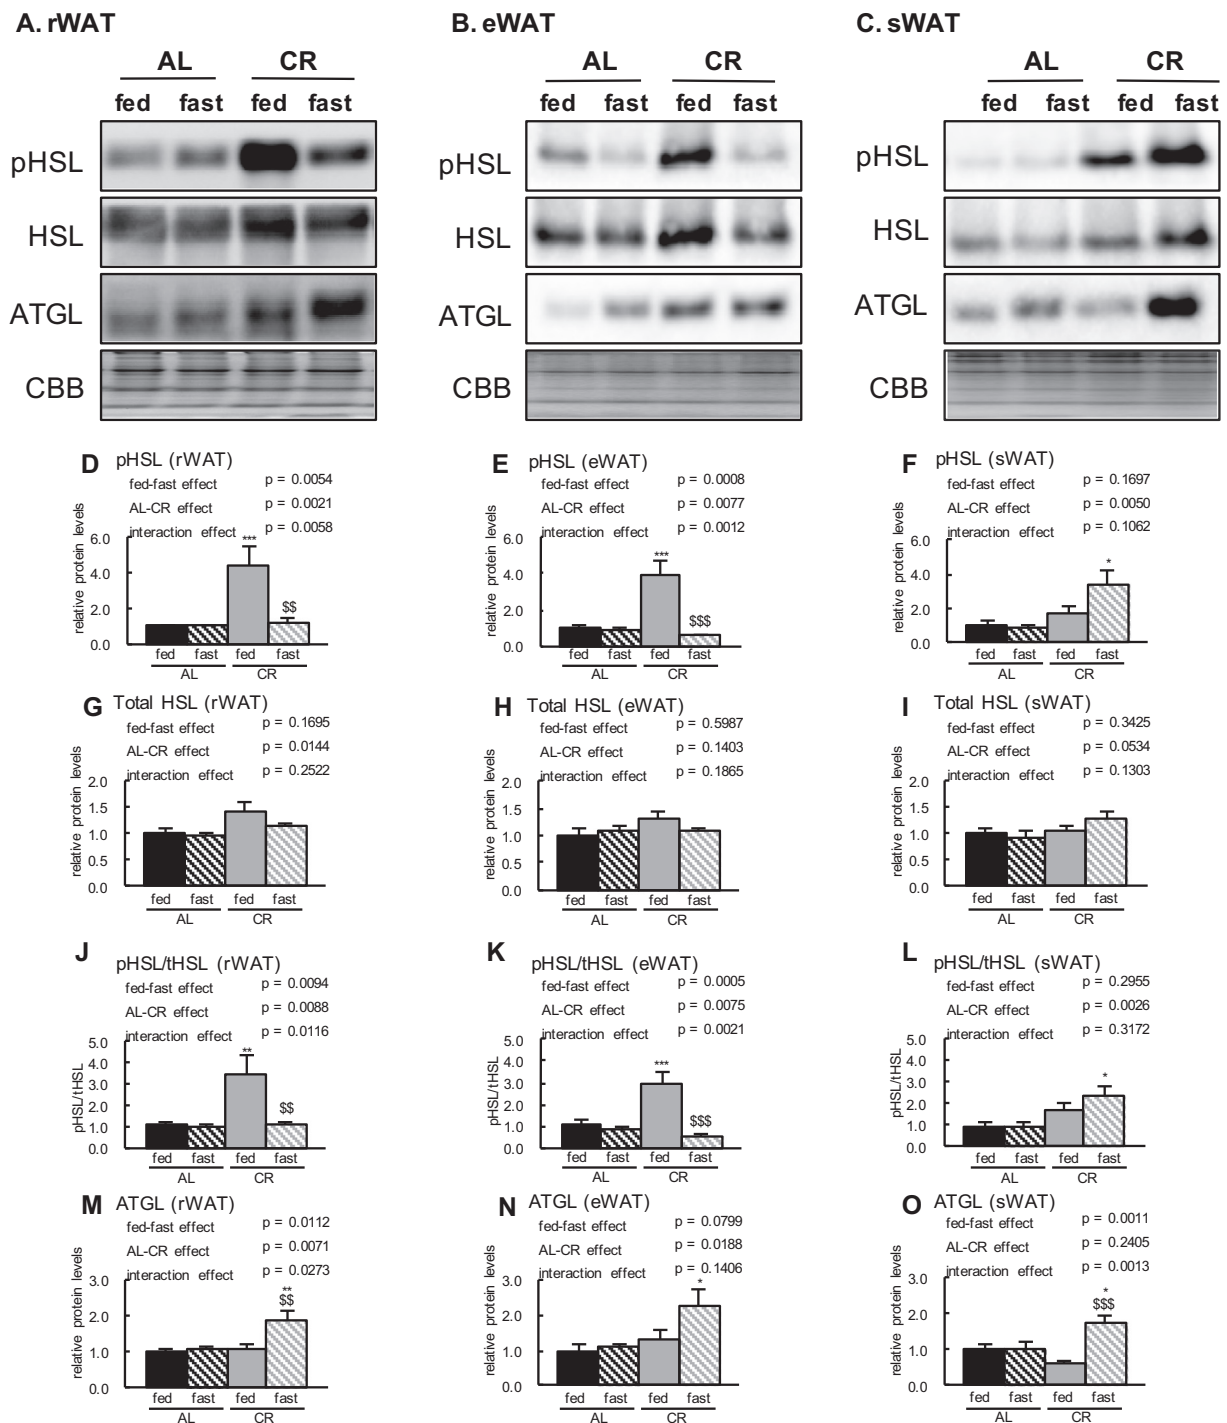 A. rWAT
B. eWAT
C. sWAT
AL CR
AL CR
AL CR
fed fast fed fast
fed fast fed fast
fed fast fed fast
pHSL
pHSL
pHSL
HSL
HSL
HSL
ATGL
ATGL
ATGL
CBB
CBB
CBB
D pHSL (rWAT)
fed-fast effect p = 0.0054
AL-CR effect p = 0.0021
interaction effect p = 0.0058
relative protein levels
6.0
4.0
2.0
0.0
***
$$
fed fast fed fast
AL CR
E pHSL (eWAT)
fed-fast effect p = 0.0008
AL-CR effect p = 0.0077
interaction effect p = 0.0012
relative protein levels
6.0
4.0
2.0
0.0
***
$$$
fed fast fed fast
AL CR
F pHSL (sWAT)
fed-fast effect p = 0.1697
AL-CR effect p = 0.0050
interaction effect p = 0.1062
relative protein levels
6.0
4.0
2.0
0.0
*
fed fast fed fast
AL CR
G Total HSL (rWAT)
fed-fast effect p = 0.1695
AL-CR effect p = 0.0144
interaction effect p = 0.2522
relative protein levels
2.0
1.5
1.0
0.5
0.0
fed fast fed fast
AL CR
H Total HSL (eWAT)
fed-fast effect p = 0.5987
AL-CR effect p = 0.1403
interaction effect p = 0.1865
relative protein levels
2.0
1.5
1.0
0.5
0.0
fed fast fed fast
AL CR
I Total HSL (sWAT)
fed-fast effect p = 0.3425
AL-CR effect p = 0.0534
interaction effect p = 0.1303
relative protein levels
2.0
1.5
1.0
0.5
0.0
fed fast fed fast
AL CR
J pHSL/tHSL (rWAT)
fed-fast effect p = 0.0094
AL-CR effect p = 0.0088
interaction effect p = 0.0116
pHSL/tHSL
5.0
4.0
3.0
2.0
1.0
0.0
**
$$
fed fast fed fast
AL CR
K pHSL/tHSL (eWAT)
fed-fast effect p = 0.0005
AL-CR effect p = 0.0075
interaction effect p = 0.0021
pHSL/tHSL
5.0
4.0
3.0
2.0
1.0
0.0
***
$$$
fed fast fed fast
AL CR
L pHSL/tHSL (sWAT)
fed-fast effect p = 0.2955
AL-CR effect p = 0.0026
interaction effect p = 0.3172
pHSL/tHSL
5.0
4.0
3.0
2.0
1.0
0.0
*
fed fast fed fast
AL CR
M ATGL (rWAT)
fed-fast effect p = 0.0112
AL-CR effect p = 0.0071
interaction effect p = 0.0273
relative protein levels
3.0
2.0
1.0
0.0
**
$$
fed fast fed fast
AL CR
N ATGL (eWAT)
fed-fast effect p = 0.0799
AL-CR effect p = 0.0188
interaction effect p = 0.1406
relative protein levels
3.0
2.0
1.0
0.0
*
fed fast fed fast
AL CR
O ATGL (sWAT)
fed-fast effect p = 0.0011
AL-CR effect p = 0.2405
interaction effect p = 0.0013
relative protein levels
3.0
2.0
1.0
0.0
*
$$$
fed fast fed fast
AL CR